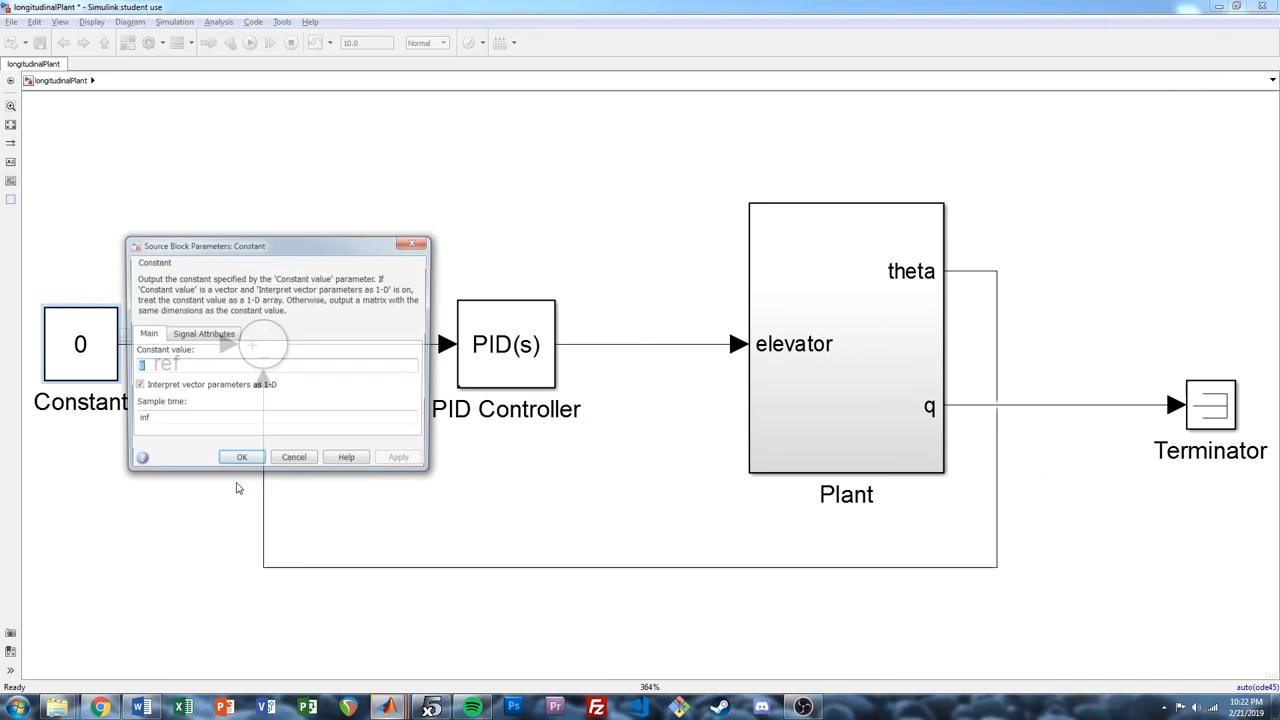 longitudinalPlant * - Simulink student use
File Edit View Display Diagram Simulation Analysis Code Tools Help
10.0 Normal
longitudinalPlant
longitudinalPlant
Source Block Parameters: Constant
Constant
Output the constant specified by the 'Constant value' parameter. If
'Constant value' is a vector and 'Interpret vector parameters as 1-D' is on,
treat the constant value as a 1-D array. Otherwise, output a matrix with the
same dimensions as the constant value.
Main Signal Attributes
Constant value:
0 ref
Interpret vector parameters as 1-D
Sample time:
inf
OK Cancel Help Apply
0
Constant
PID(s)
PID Controller
theta
elevator
q
Plant
Terminator
Ready 364% auto(ode45)
10:22 PM
2/21/2019